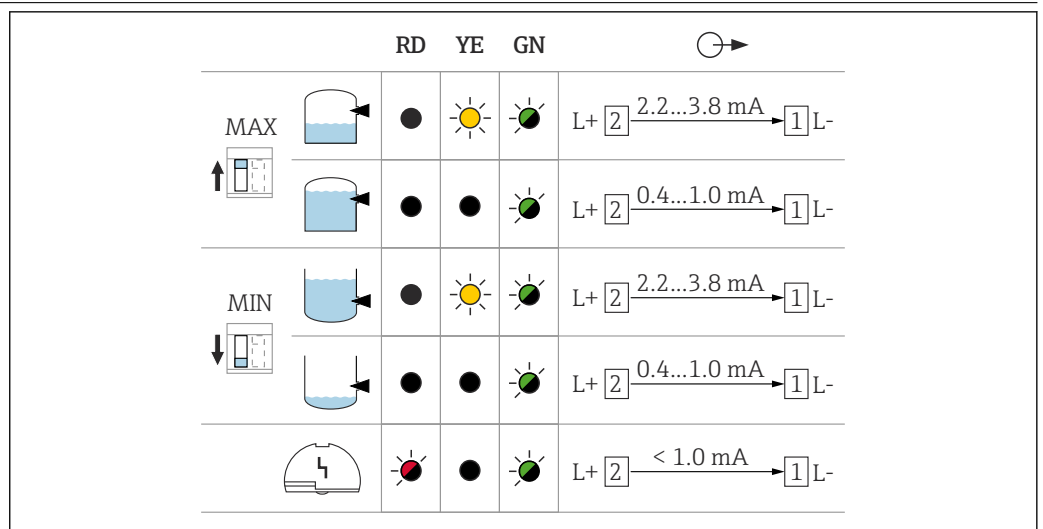 RD YE GN
MAX
L+ 2 2.2...3.8 mA 1 L-
L+ 2 0.4...1.0 mA 1 L-
MIN
L+ 2 2.2...3.8 mA 1 L-
L+ 2 0.4...1.0 mA 1 L-
L+ 2 < 1.0 mA 1 L-